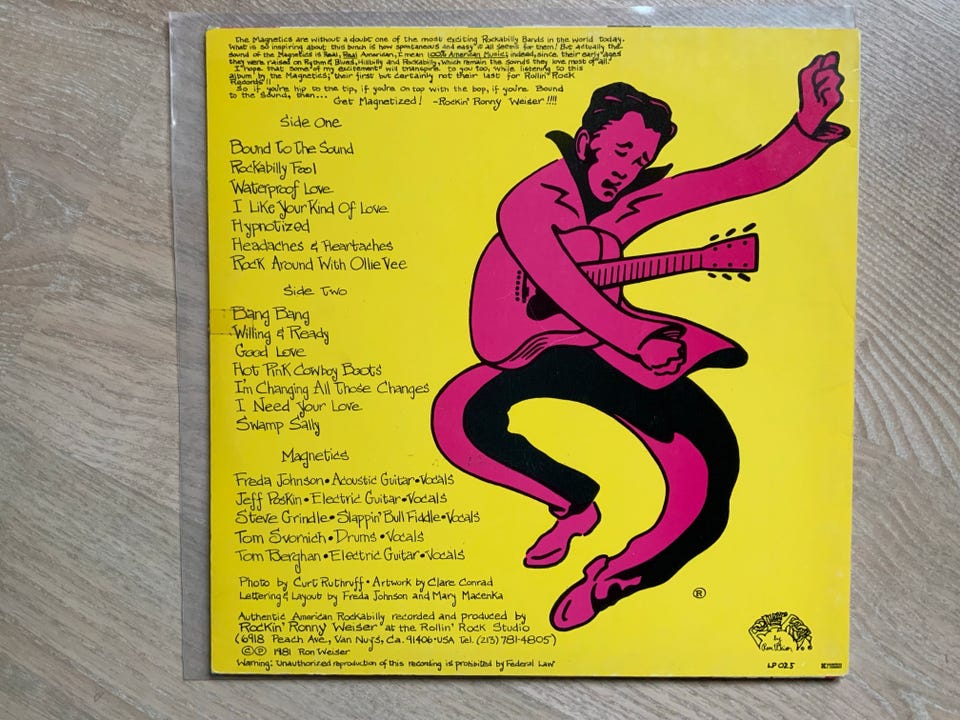 The Magnetics are without a doubt one of the most exciting Rockabilly Bands in the world today.
What is so inspiring about this bunch is how spontaneous and easy it all seems for them! But actually the
sound of the Magnetics is Real, Real American, I mean 100% American Music; indeed, since their early ages
they were raised on Rythm & Blues, Hillbilly and Rockabilly, which remain the sounds they love most of all!
I hope that some of my excitement will transpire to you too, while listening to this
album by the Magnetics; their first but certainly not their last for Rollin' Rock
Records!!
So if you're hip to the tip, if you're on top with the bop, if you're Bound
to the Sound, then...
Get Magnetized! -Rockin' Ronny Weiser!!!!
Side One
Bound To The Sound
Rockabilly Fool
Waterproof Love
I Like Your Kind Of Love
Hypnotized
Headaches & Heartaches
Rock Around With Ollie Vee
Side Two
Bang Bang
Willing & Ready
Good Love
Hot Pink Cowboy Boots
I'm Changing All Those Changes
I Need Your Love
Swamp Sally
Magnetics
Freda Johnson • Acoustic Guitar • Vocals
Jeff Poskin • Electric Guitar • Vocals
Steve Grindle • Slappin' Bull Fiddle • Vocals
Tom Svornich • Drums • Vocals
Tom Berghan • Electric Guitar • Vocals
Photo by Curt Ruthruff • Artwork by Clare Conrad
Lettering & Layout by Freda Johnson and Mary Macenka
Authentic American Rockabilly recorded and produced by
Rockin' Ronny Weiser at the Rollin' Rock Studio
(6918 Peach Ave., Van Nuys, Ca. 91406 • USA Tel. (213) 781-4805)
©℗ 1981 Ron Weiser
Warning: Unauthorized reproduction of this recording is prohibited by Federal Law
®
by
LP 025